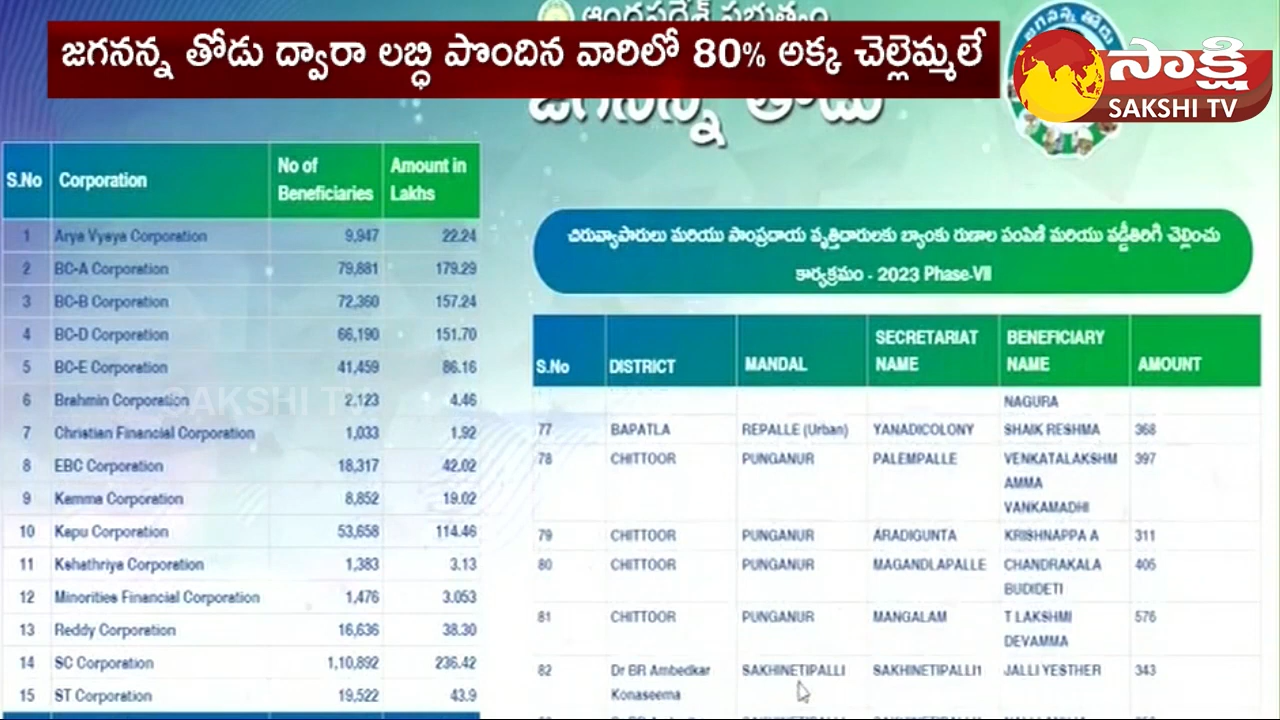 ఆంధ్రప్రదేశ్ ప్రభుత్వం
జగనన్న తోడు ద్వారా లబ్ధి పొందిన వారిలో 80% అక్క చెల్లెమ్మలే
జగనన్న తోడు
జగనన్న తోడు
సాక్షి
SAKSHI TV
S.No Corporation No of Beneficiaries Amount in Lakhs
1 Arya Vysya Corporation 9,947 22.24
2 BC-A Corporation 79,881 179.29
3 BC-B Corporation 72,360 157.24
4 BC-D Corporation 66,190 151.70
5 BC-E Corporation 41,459 86.16
6 Brahmin Corporation 2,123 4.46
7 Christian Financial Corporation 1,033 1.92
8 EBC Corporation 18,317 42.02
9 Kamma Corporation 8,852 19.02
10 Kapu Corporation 53,658 114.46
11 Kshathriya Corporation 1,383 3.13
12 Minorities Financial Corporation 1,476 3.053
13 Reddy Corporation 16,636 38.30
14 SC Corporation 1,10,892 236.42
15 ST Corporation 19,522 43.9
SAKSHI TV
చిరువ్యాపారులు మరియు సాంప్రదాయ వృత్తిదారులకు బ్యాంకు రుణాల పంపిణీ మరియు వడ్డీతిరిగి చెల్లించు
కార్యక్రమం - 2023 Phase-VII
S.No DISTRICT MANDAL SECRETARIAT NAME BENEFICIARY NAME AMOUNT
NAGURA
77 BAPATLA REPALLE (Urban) YANADICOLONY SHAIK RESHMA 368
78 CHITTOOR PUNGANUR PALEMPALLE VENKATALAKSHM 397
AMMA
VANKAMADHI
79 CHITTOOR PUNGANUR ARADIGUNTA KRISHNAPPA A 311
80 CHITTOOR PUNGANUR MAGANDLAPALLE CHANDRAKALA 405
BUDIDETI
81 CHITTOOR PUNGANUR MANGALAM T LAKSHMI 576
DEVAMMA
82 Dr BR Ambedkar SAKHINETIPALLI SAKHINETIPALLI1 JALLI YESTHER 343
Konaseema